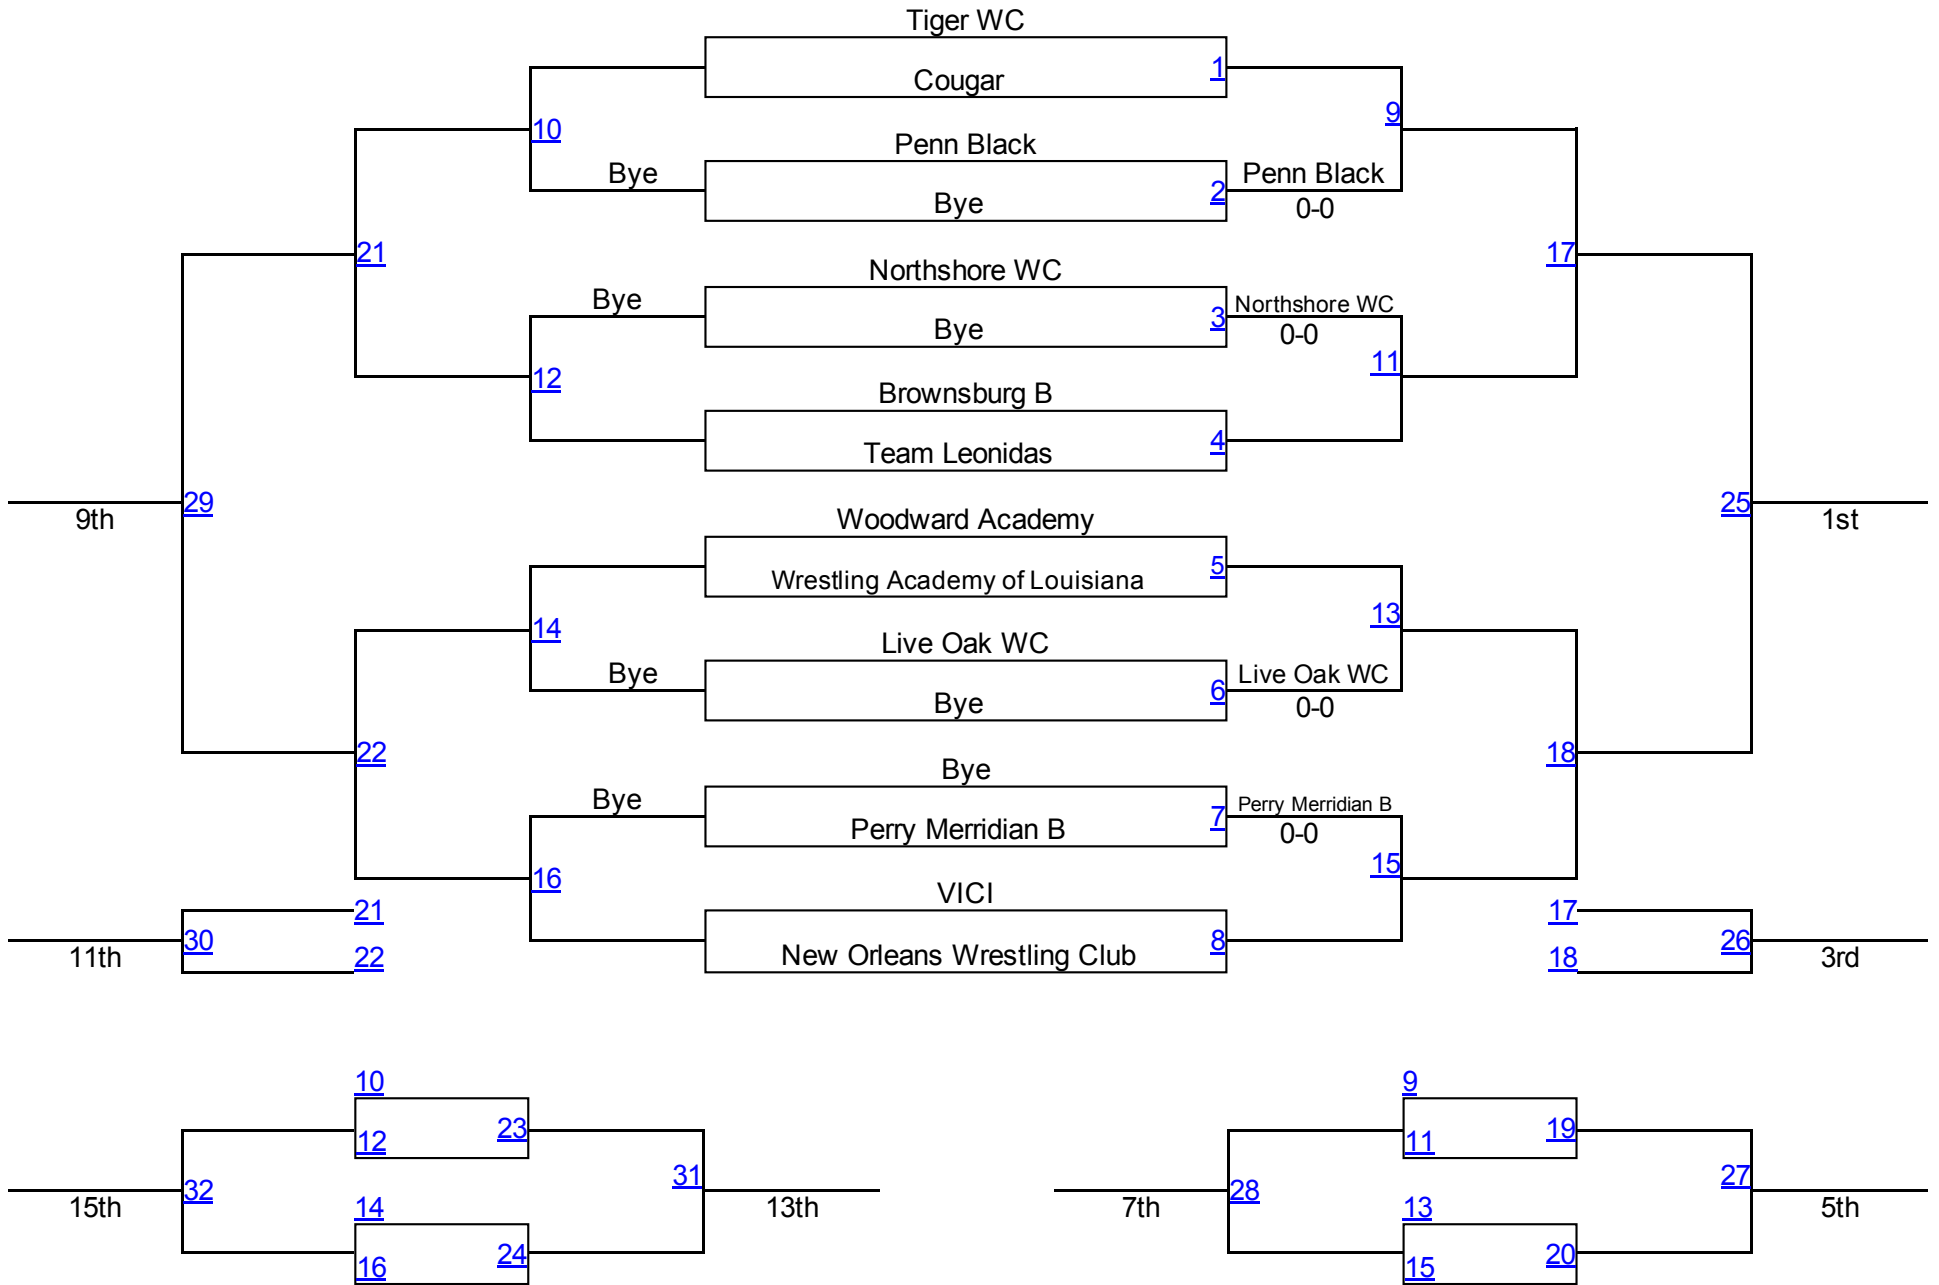 Tiger WC
1
Cougar
9
10
Penn Black
Bye
2
Penn Black
Bye
0-0
21
17
Northshore WC
Bye
3
Northshore WC
Bye
0-0
12
11
Brownsburg B
4
Team Leonidas
29
25
9th
1st
Woodward Academy
5
Wrestling Academy of Louisiana
14
13
Live Oak WC
Bye
6
Live Oak WC
Bye
0-0
22
18
Bye
Bye
7
Perry Merridian B
Perry Merridian B
0-0
16
15
VICI
21
17
30
8
26
11th
22
New Orleans Wrestling Club
18
3rd
10
9
12
23
11
19
32
31
28
27
15th
13th
7th
5th
14
13
16
24
15
20